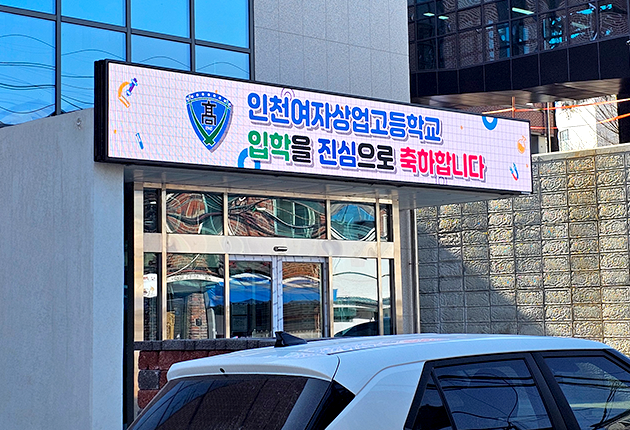 高
인천여자상업고등학교
입학을 진심으로 축하합니다